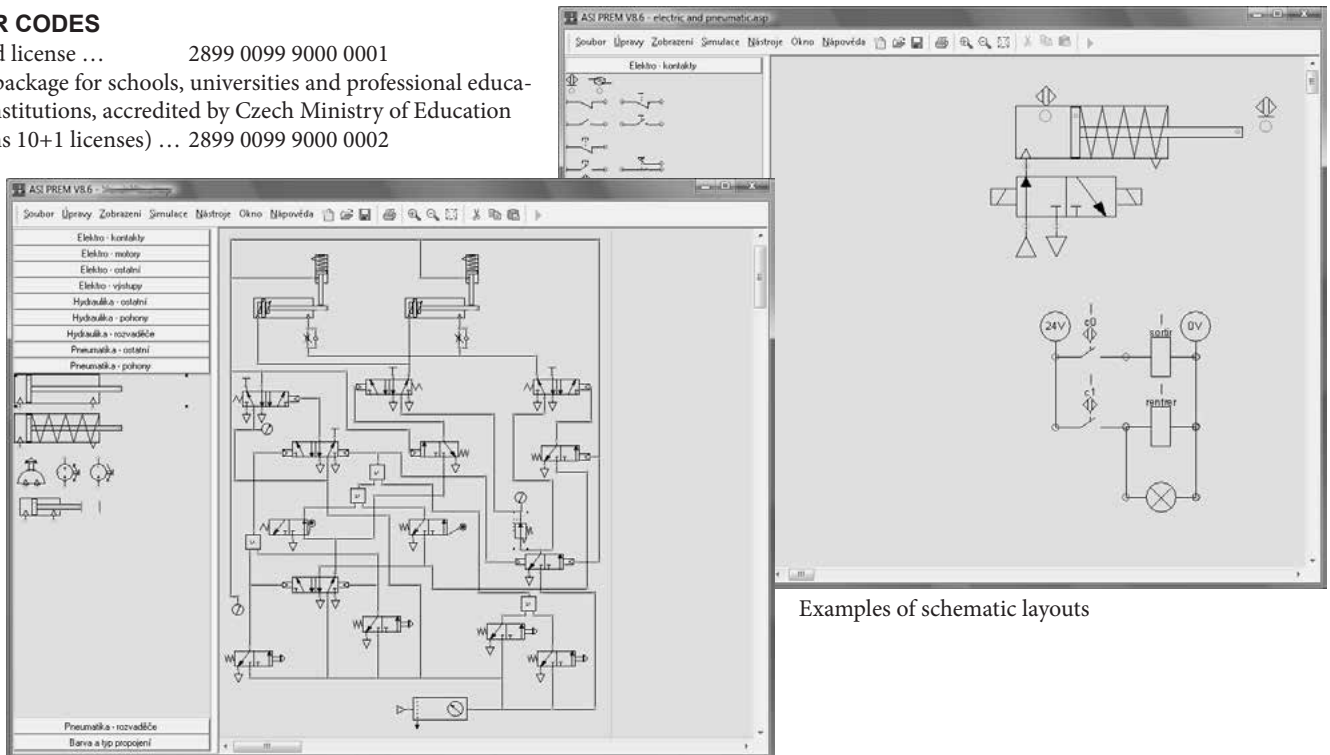 R CODES
d license … 2899 0099 9000 0001
package for schools, universities and professional educa-
nstitutions, accredited by Czech Ministry of Education
ns 10+1 licenses) … 2899 0099 9000 0002
ASI PREM V8.6 - electric and pneumatic.asp
Soubor Úpravy Zobrazení Simulace Nástroje Okno Nápověda
Elektro - kontakty
24V
c0
sortir
0V
c1
rentrer
ASI PREM V8.6 -
Soubor Úpravy Zobrazení Simulace Nástroje Okno Nápověda
Elektro - kontakty
Elektro - motory
Elektro - ostatní
Elektro - výstupy
Hydraulika - ostatní
Hydraulika - pohony
Hydraulika - rozvaděče
Pneumatika - ostatní
Pneumatika - pohony
Pneumatika - rozvaděče
Barva a typ propojení
Examples of schematic layouts